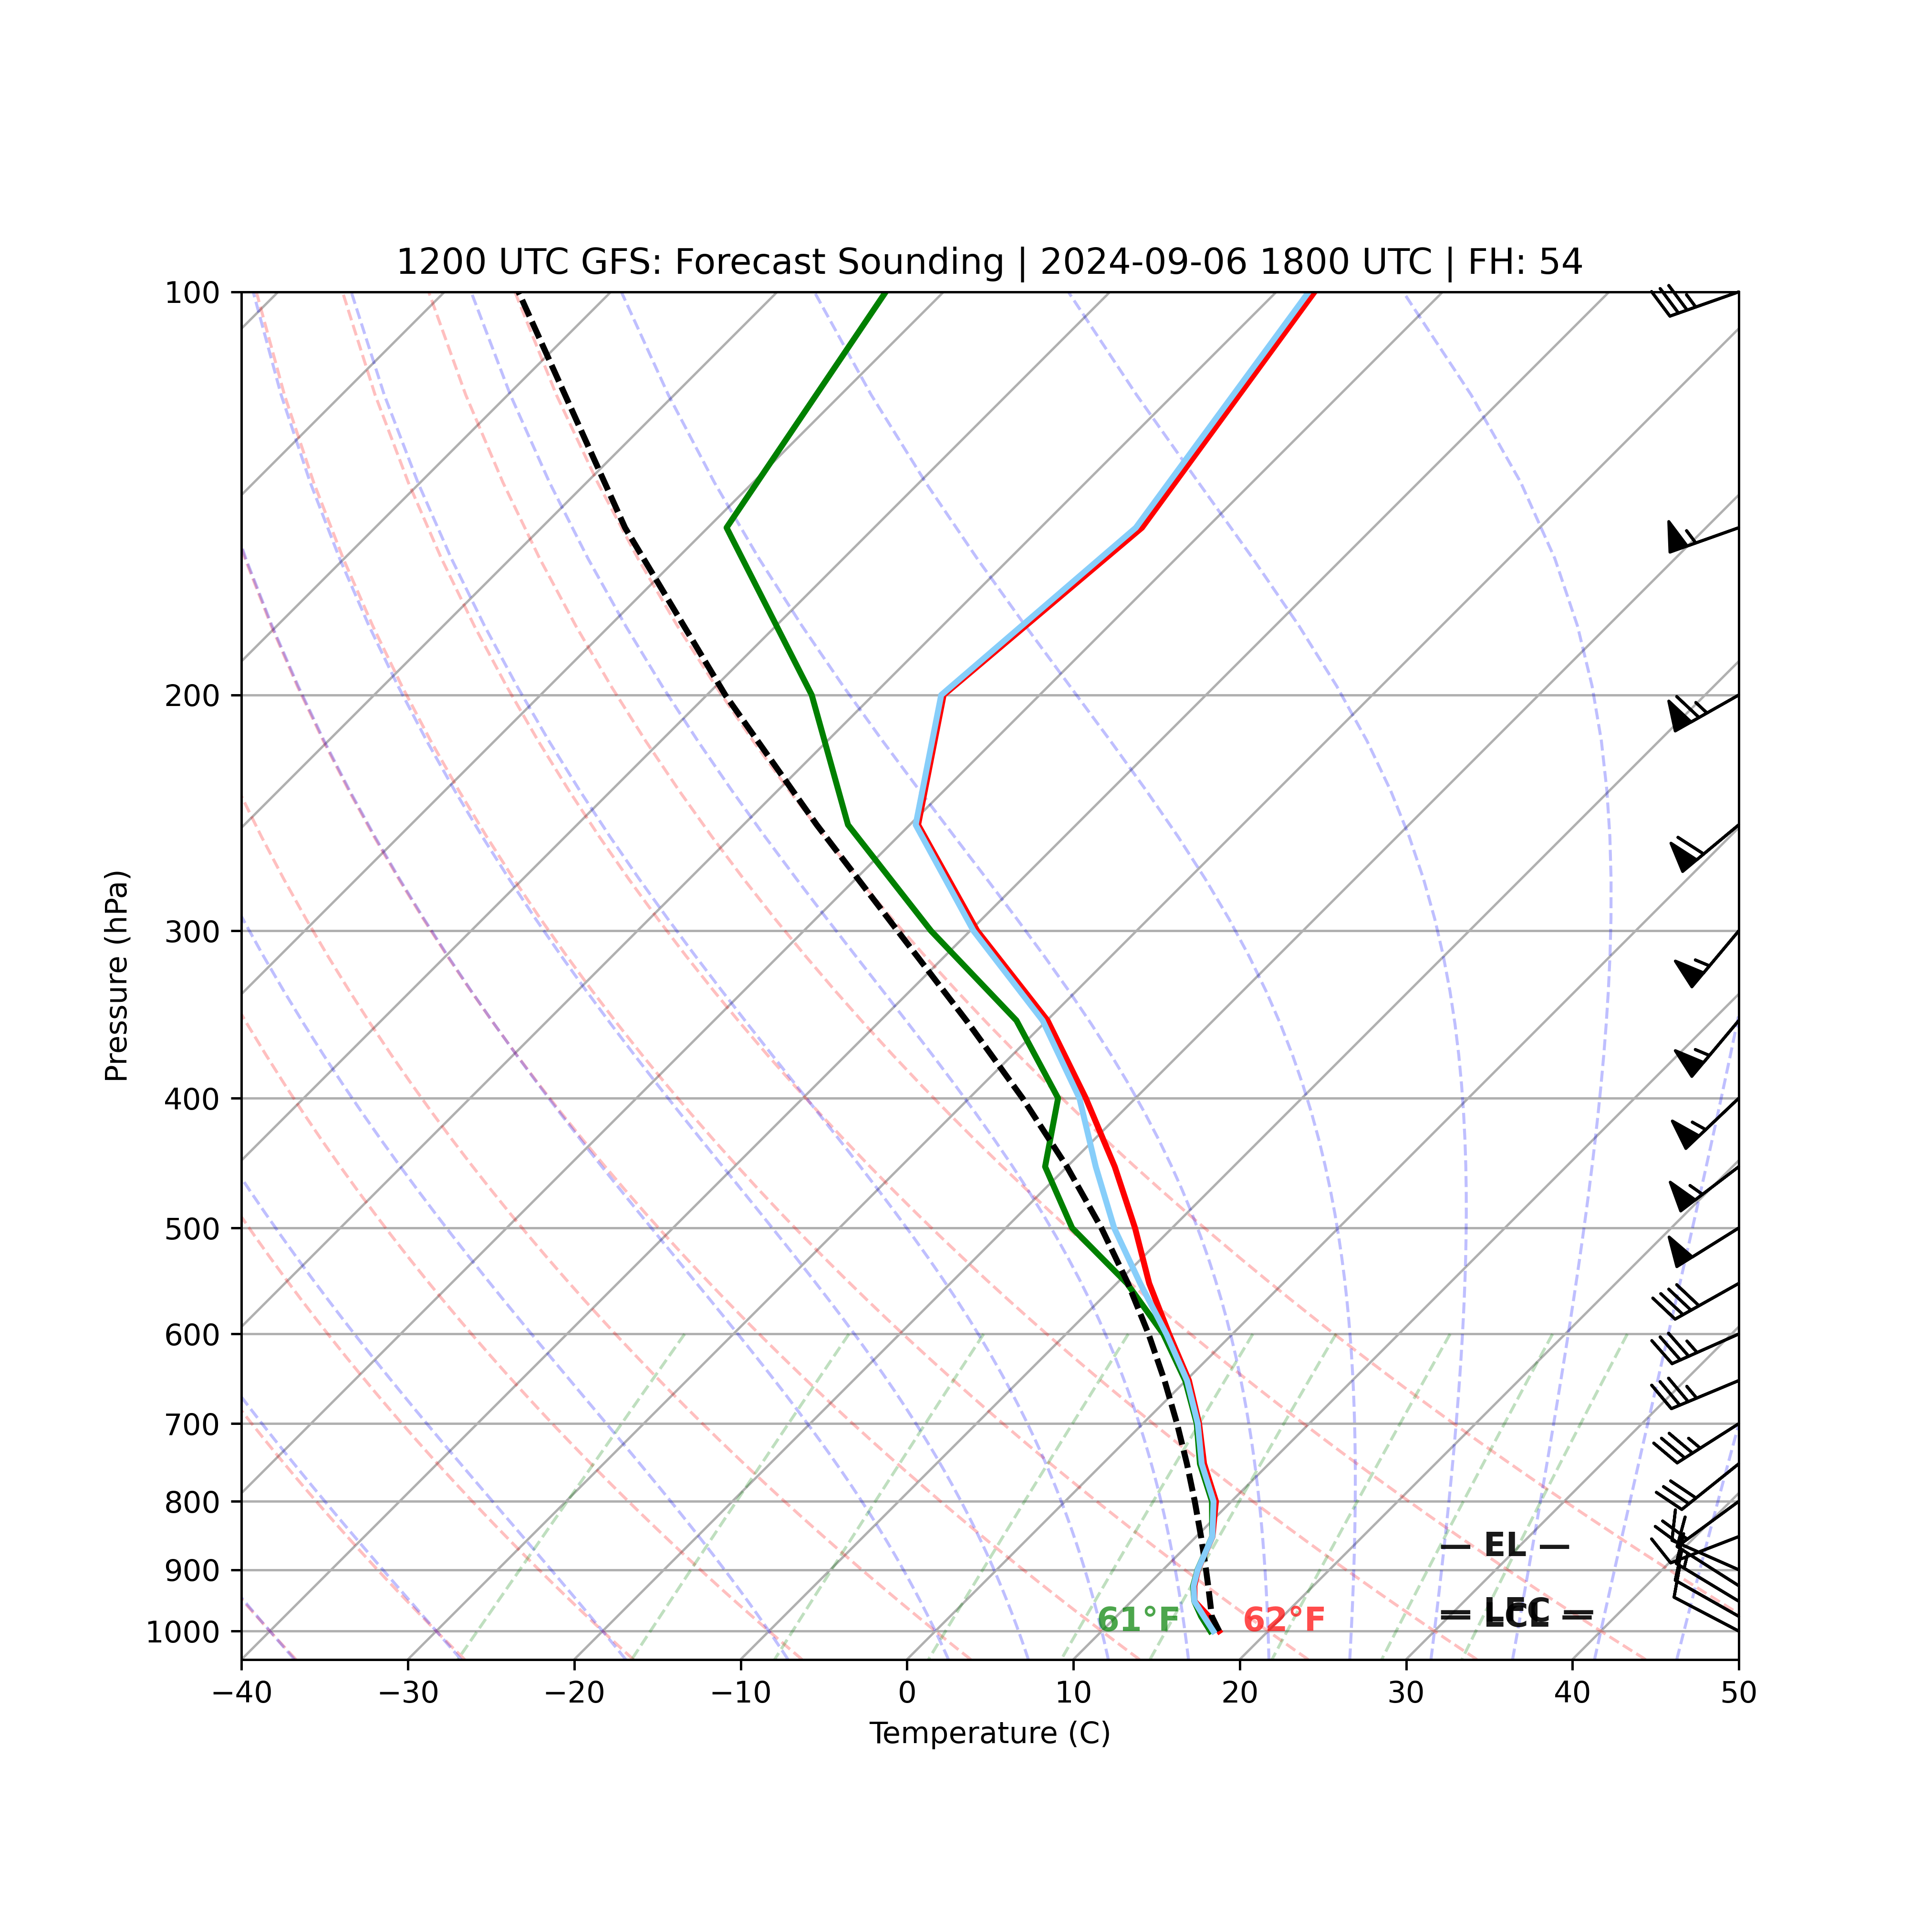 1200 UTC GFS: Forecast Sounding | 2024-09-06 1800 UTC | FH: 54
100
200
300
400
500
600
700
800
900
1000
Pressure (hPa)
— EL —
— LFC —
61°F
62°F
−40
−30
−20
−10
0
10
20
30
40
50
Temperature (C)